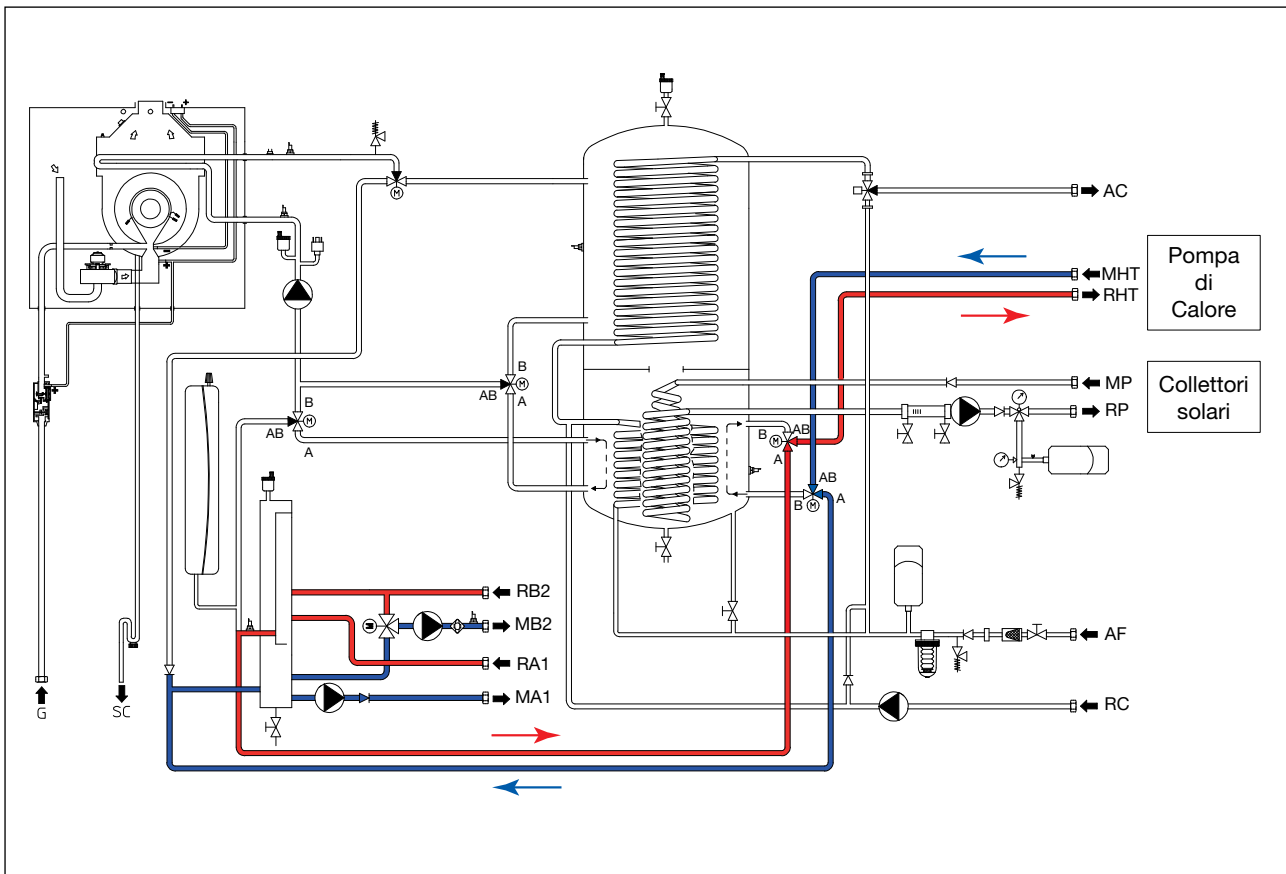 AC
MHT
RHT
Pompa
di
Calore
MP
RP
Collettori
solari
M
B
AB
M
A
B
AB
M
A
AB
B
M
A
AB
A
B
M
M
RB2
MB2
RA1
MA1
AF
RC
G
SC